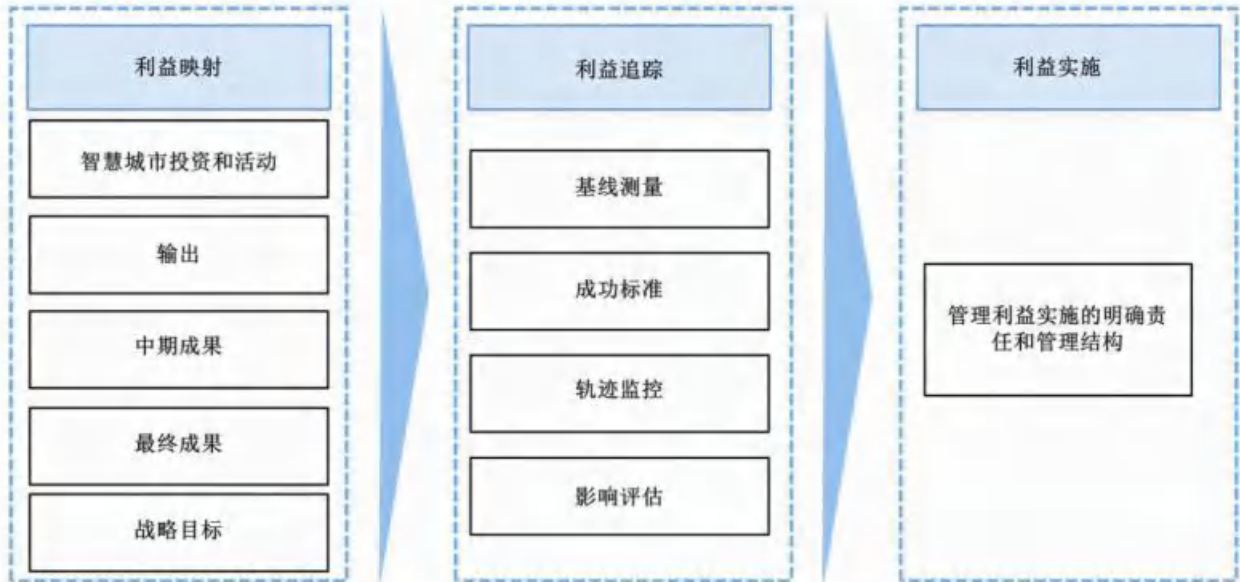 利益映射
智慧城市投资和活动
输出
中期成果
最终成果
战略目标
利益追踪
基线测量
成功标准
轨迹监控
影响评估
利益实施
管理利益实施的明确责
任和管理结构